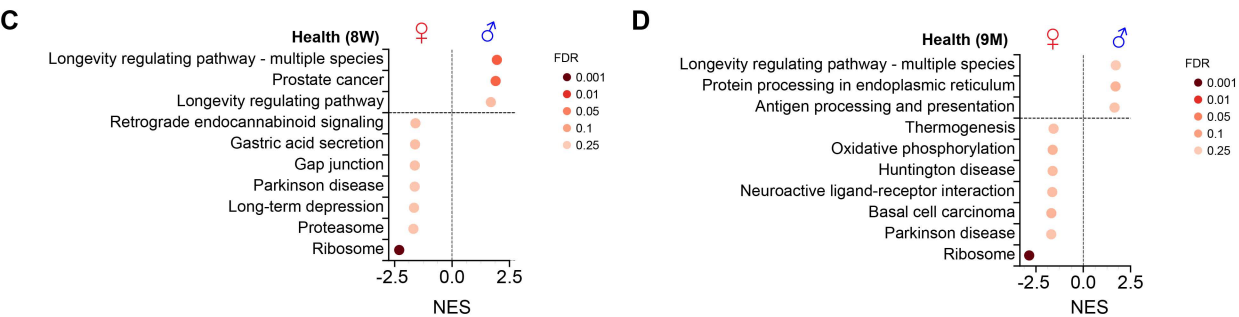 C
Health (8W)
♀
♂
Longevity regulating pathway - multiple species
Prostate cancer
Longevity regulating pathway
Retrograde endocannabinoid signaling
Gastric acid secretion
Gap junction
Parkinson disease
Long-term depression
Proteasome
Ribosome
-2.5
0.0
2.5
NES
FDR
0.001
0.01
0.05
0.1
0.25
D
Health (9M)
♀
♂
Longevity regulating pathway - multiple species
Protein processing in endoplasmic reticulum
Antigen processing and presentation
Thermogenesis
Oxidative phosphorylation
Huntington disease
Neuroactive ligand-receptor interaction
Basal cell carcinoma
Parkinson disease
Ribosome
-2.5
0.0
2.5
NES
FDR
0.001
0.01
0.05
0.1
0.25